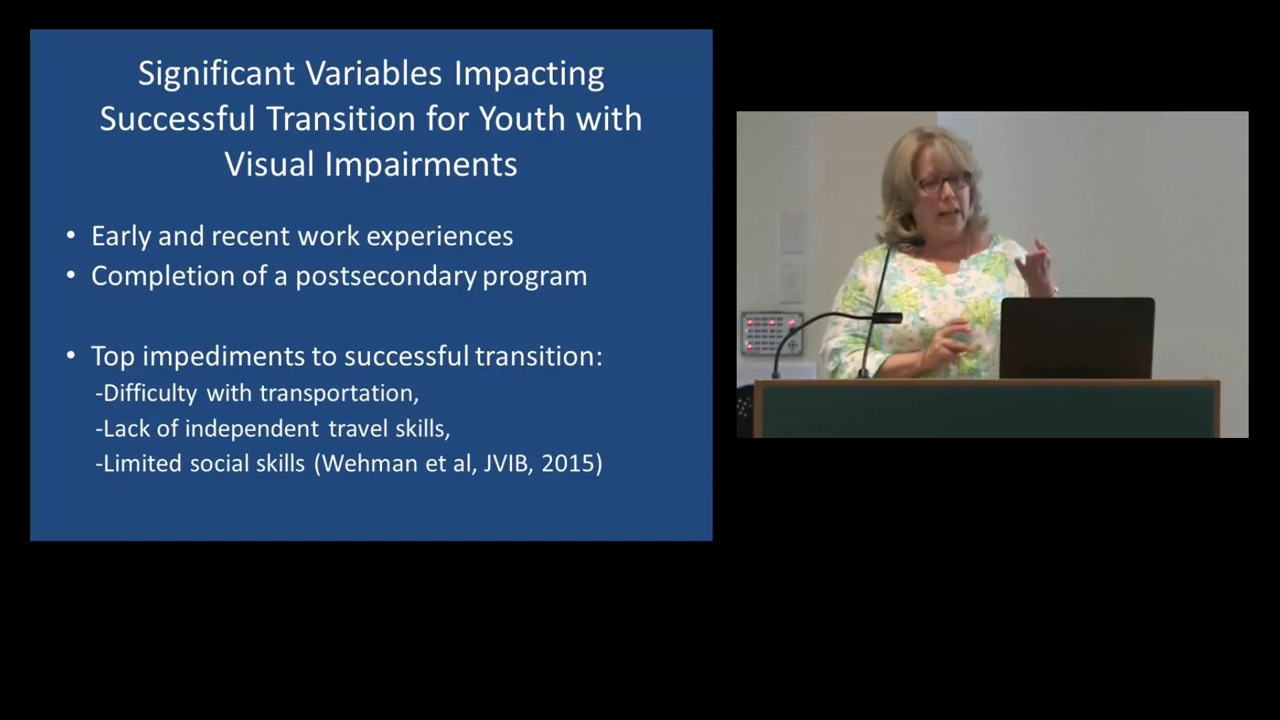 Significant Variables Impacting
Successful Transition for Youth with
Visual Impairments
• Early and recent work experiences
• Completion of a postsecondary program
• Top impediments to successful transition:
-Difficulty with transportation,
-Lack of independent travel skills,
-Limited social skills (Wehman et al, JVIB, 2015)